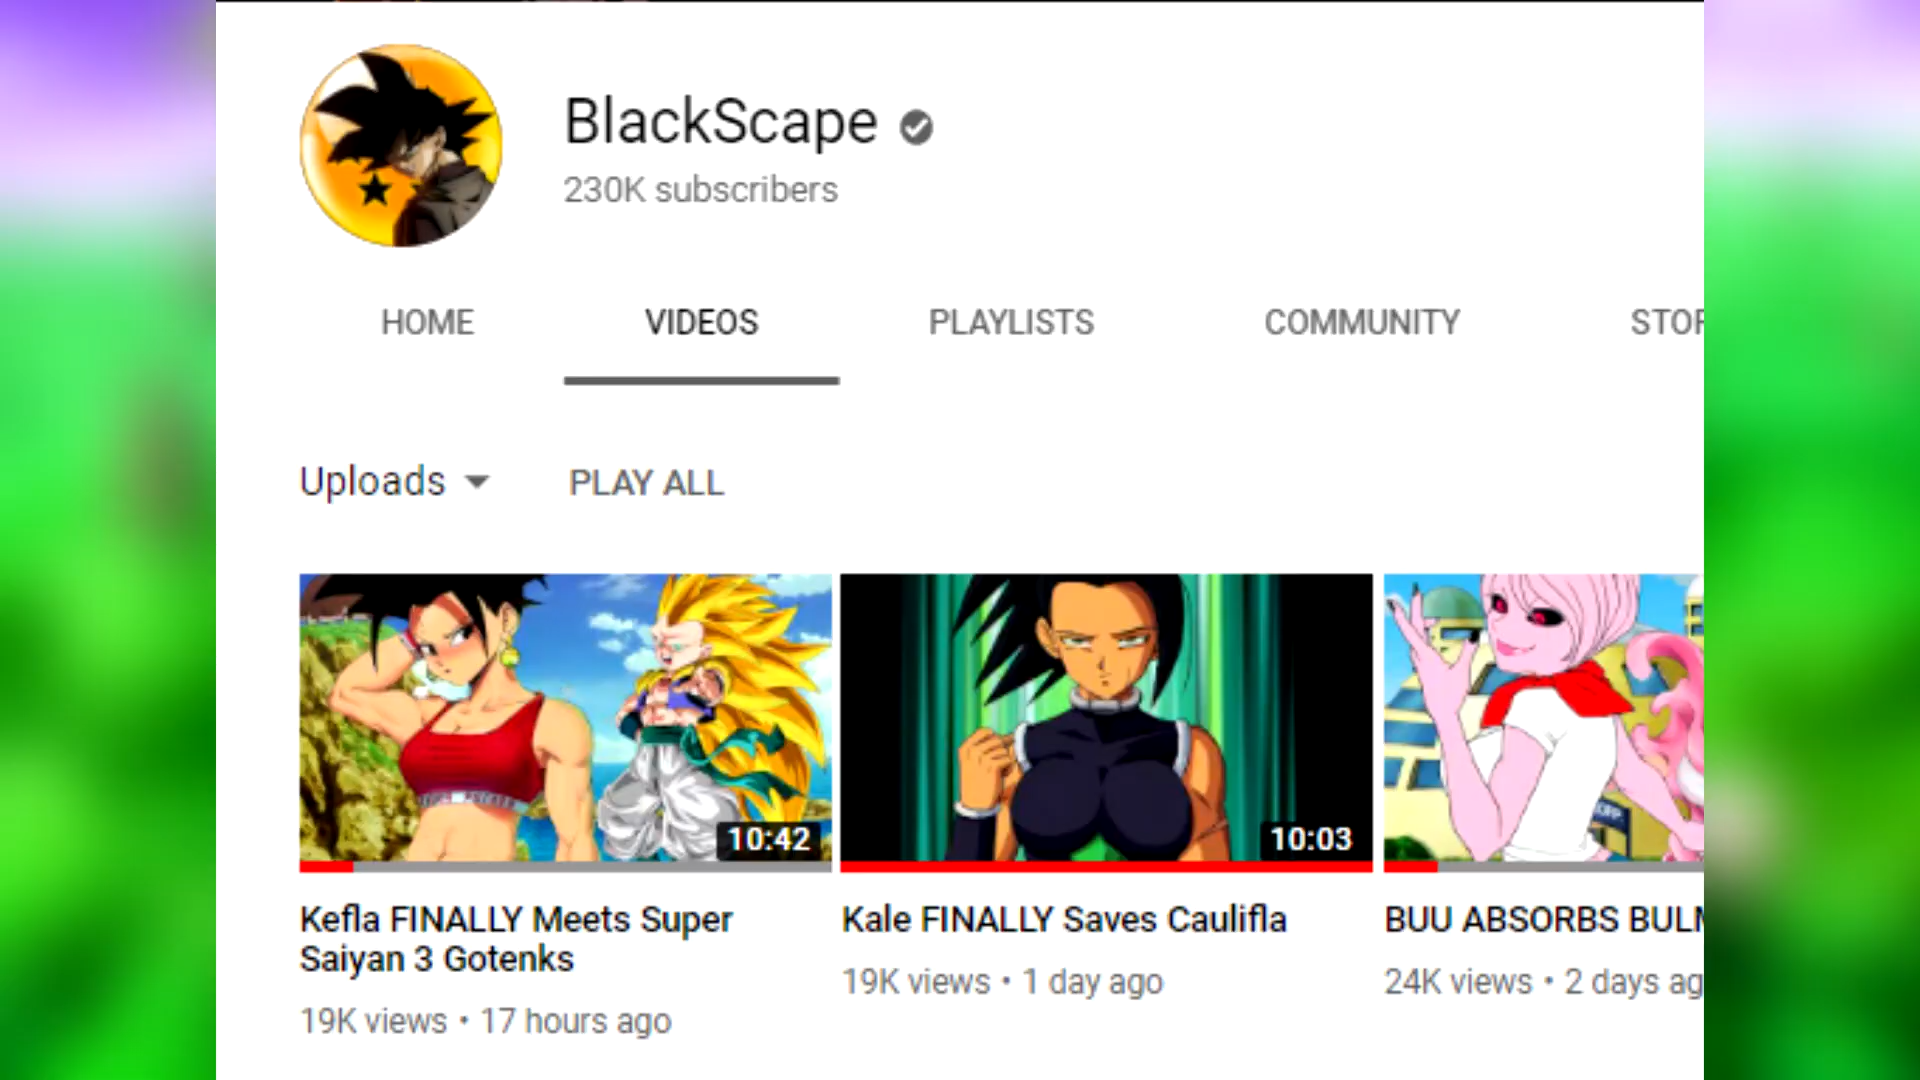 BlackScape
230K subscribers
HOME VIDEOS PLAYLISTS COMMUNITY
Uploads PLAY ALL
10:42 10:03
Kefla FINALLY Meets Super
Saiyan 3 Gotenks
19K views • 17 hours ago
Kale FINALLY Saves Caulifla
19K views • 1 day ago
BUU ABSORBS
24K views • 2 days